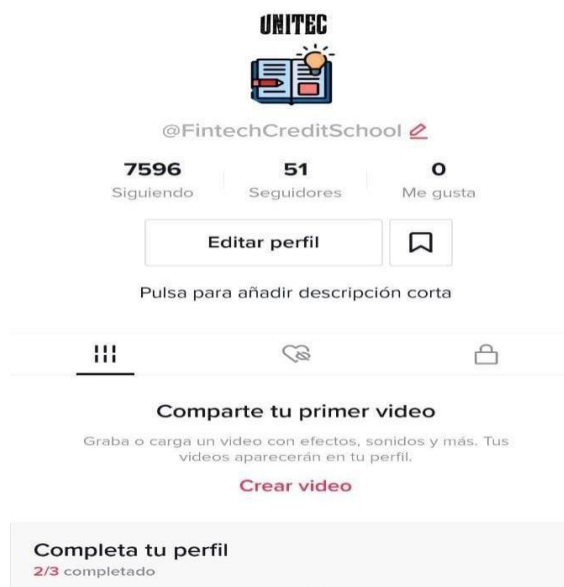 UNITEC
@FintechCreditSchool
7596 51 0
Siguiendo Seguidores Me gusta
Editar perfil
Pulsa para añadir descripción corta
Comparte tu primer video
Graba o carga un video con efectos, sonidos y más. Tus
videos aparecerán en tu perfil.
Crear video
Completa tu perfil
2/3 completado